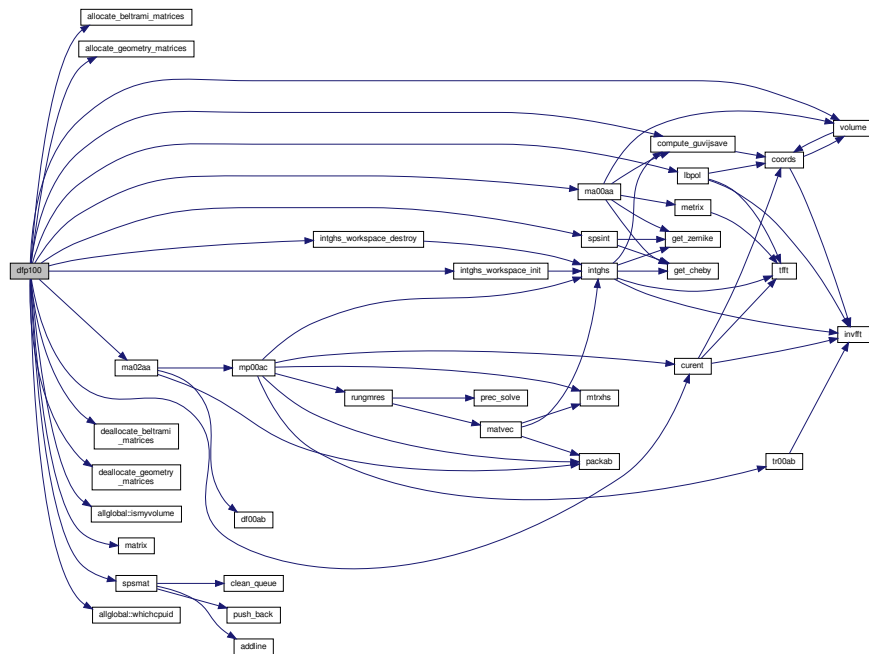 allocate_beltrami_matrices
allocate_geometry_matrices
volume
compute_guvijsave
coords
lbpol
ma00aa
metrix
intghs_workspace_destroy
spsint
get_zernike
dfp100
intghs_workspace_init
intghs
get_cheby
tfft
invfft
ma02aa
mp00ac
curent
rungmres
prec_solve
mtrxhs
matvec
deallocate_beltrami
_matrices
packab
tr00ab
deallocate_geometry
_matrices
allglobal::ismyvolume
df00ab
matrix
spsmat
clean_queue
allglobal::whichcpuid
push_back
addline